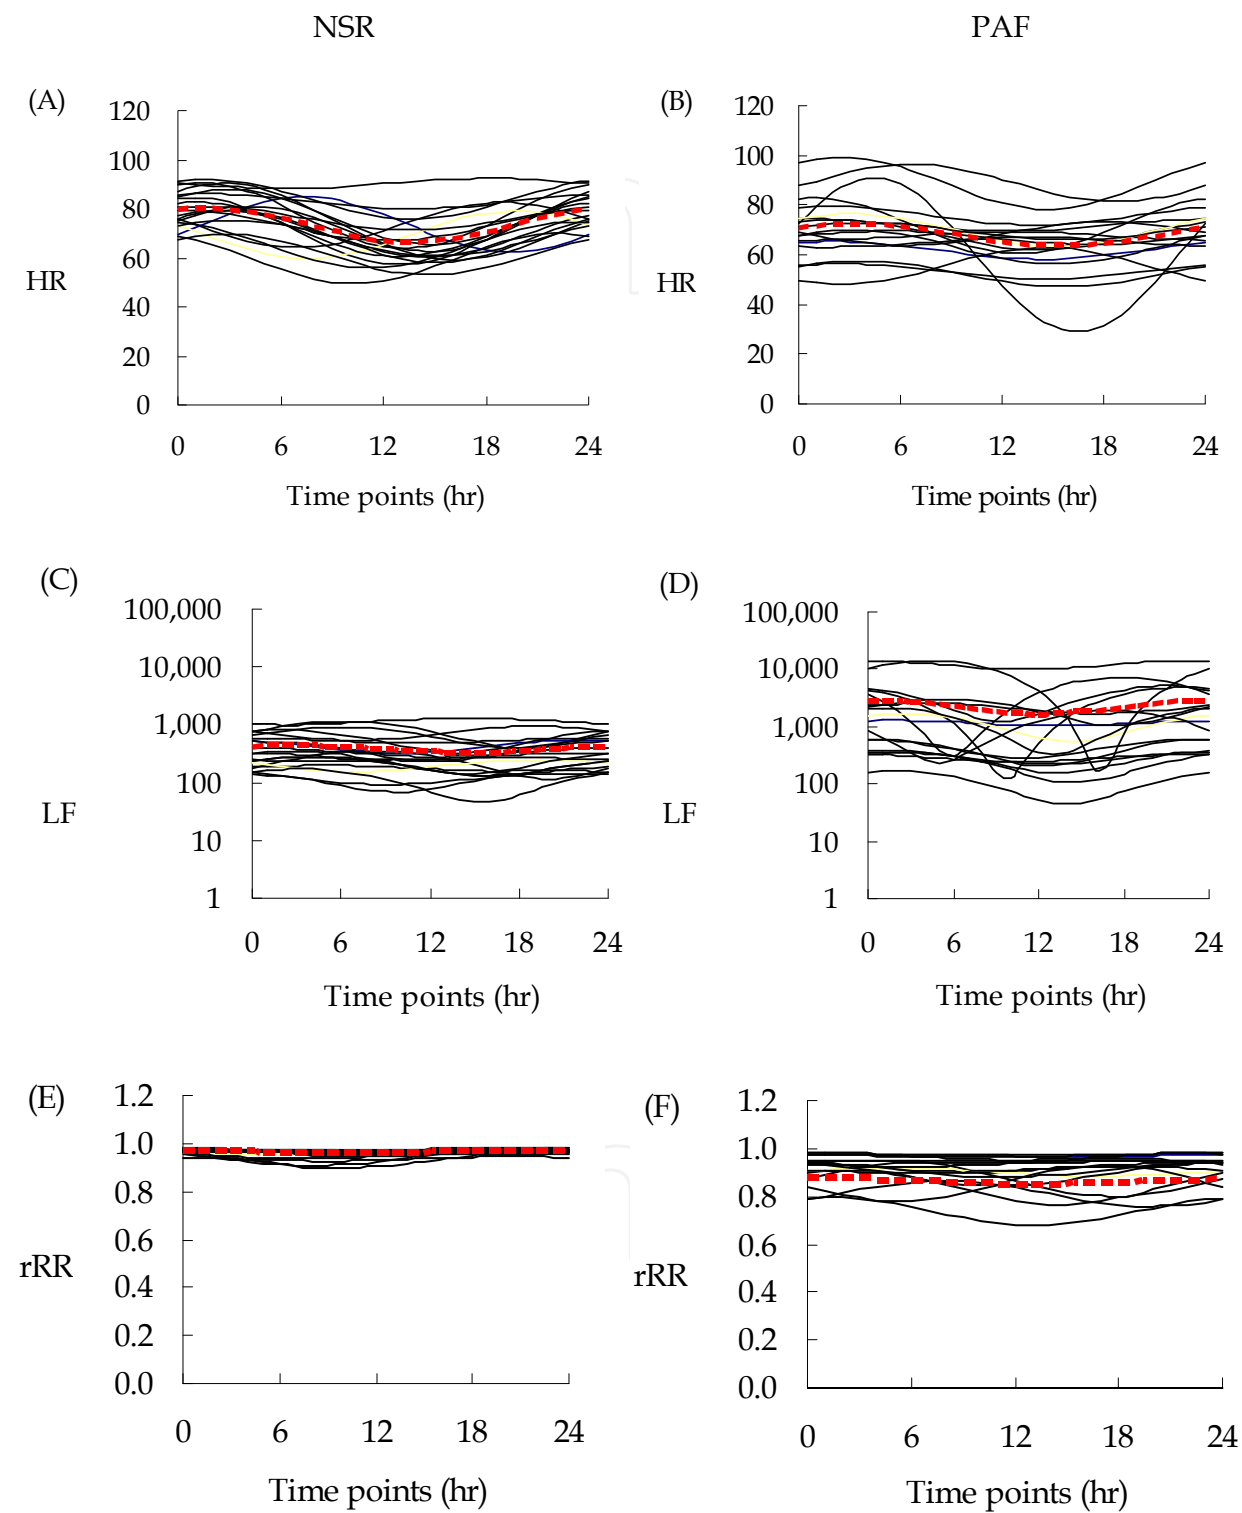 NSR PAF
(A) (B)
120 120
100 100
80 80
60 60
HR HR
40 40
20 20
0 0
0 6 12 18 24 0 6 12 18 24
Time points (hr) Time points (hr)
(C) (D)
100,000 100,000
10,000 10,000
1,000 1,000
100 100
LF LF
10 10
1 1
0 6 12 18 24 0 6 12 18 24
Time points (hr) Time points (hr)
(E) (F)
1.2 1.2
1.0 1.0
0.8 0.8
0.6 0.6
rRR rRR
0.4 0.4
0.2 0.2
0.0 0.0
0 6 12 18 24 0 6 12 18 24
Time points (hr) Time points (hr)